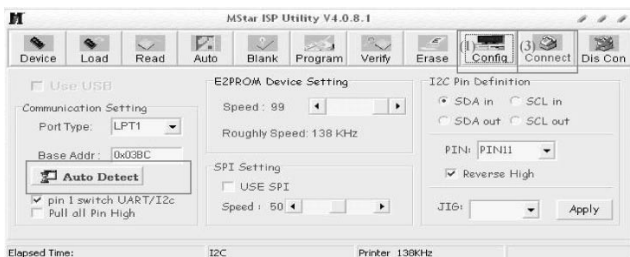 MStar ISP Utility V4.0.8.1
Device Load Read Auto Blank Program Verify Erase (1) Config (3) Connect Dis Con
Use USB
Communication Setting
Port Type: LPT1
Base Addr: 0x03BC
Auto Detect
pin 1 switch UART/I2c
Pull all Pin High
E2PROM Device Setting
Speed: 99
Roughly Speed: 138 KHz
SPI Setting
USE SPI
Speed: 50
I2C Pin Definition
SDA in SCL in
SDA out SCL out
PIN: PIN11
Reverse High
JIG: Apply
Elapsed Time: I2C Printer 138KHz